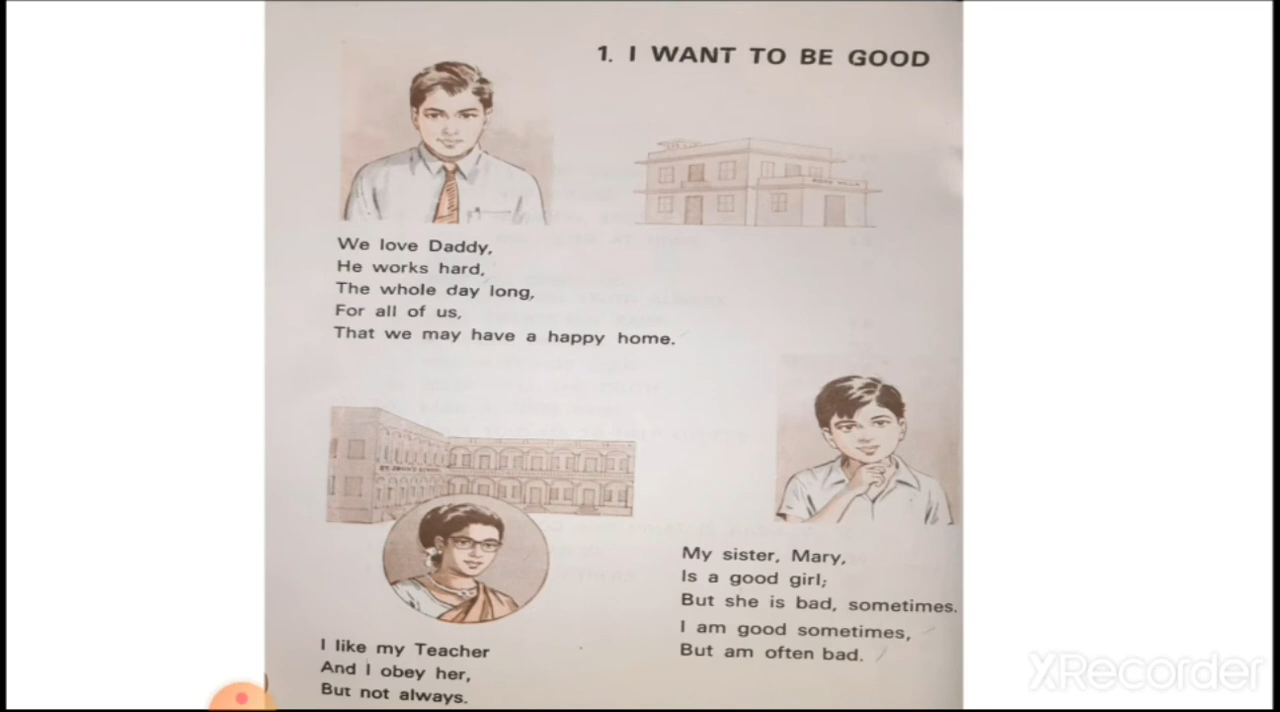 1. I WANT TO BE GOOD
We love Daddy,
He works hard,
The whole day long,
For all of us,
That we may have a happy home.
I like my Teacher
And I obey her,
But not always.
My sister, Mary,
Is a good girl;
But she is bad, sometimes.
I am good sometimes,
But am often bad.
XRecorder